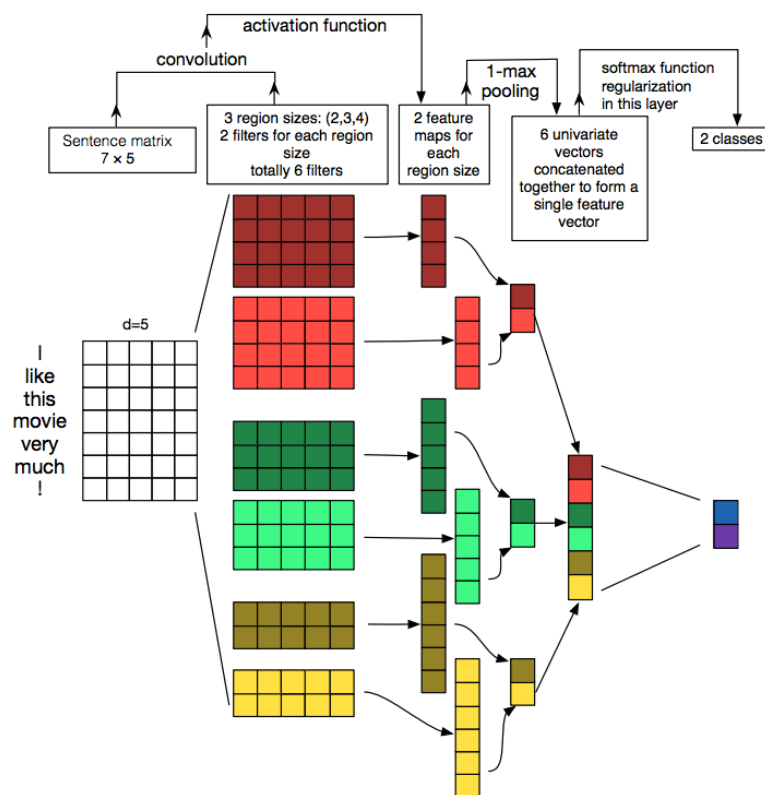 activation function
convolution
1-max
pooling
softmax function
regularization
in this layer
Sentence matrix
7 × 5
3 region sizes: (2,3,4)
2 filters for each region
size
totally 6 filters
2 feature
maps for
each
region size
6 univariate
vectors
concatenated
together to form a
single feature
vector
2 classes
d=5
I
like
this
movie
very
much
!